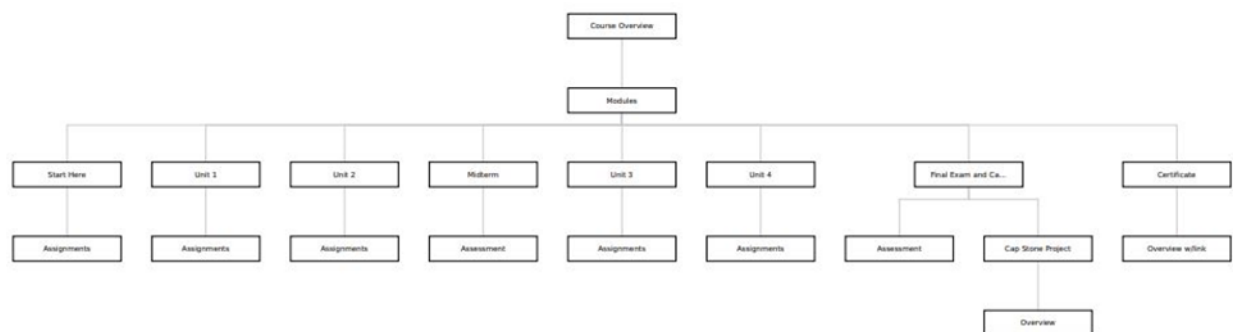 Course Overview
Modules
Start Here
Unit 1
Unit 2
Midterm
Unit 3
Unit 4
Final Exam and Ca...
Certificate
Assignments
Assignments
Assignments
Assessment
Assignments
Assignments
Assessment
Cap Stone Project
Overview w/link
Overview